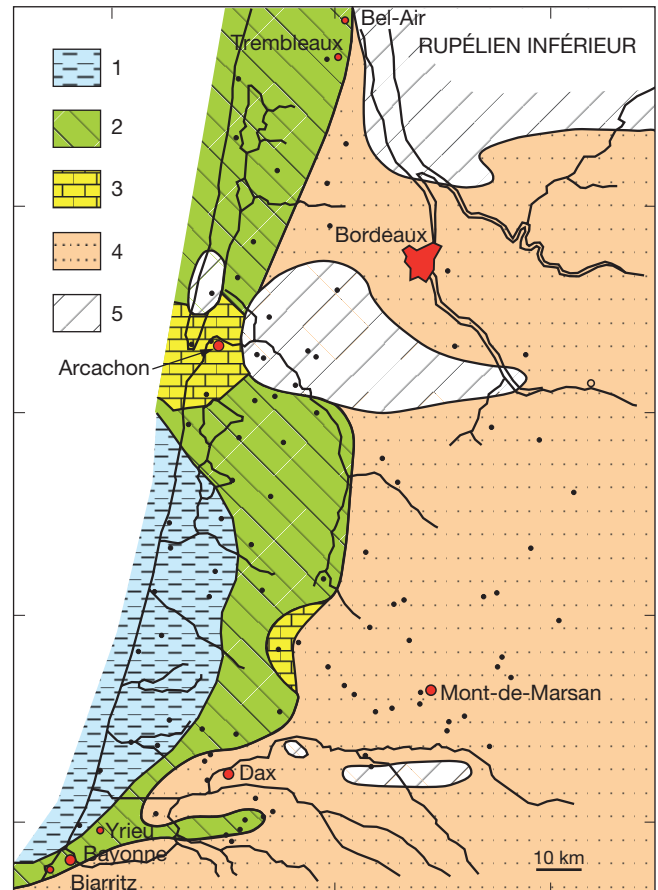 Bel-Air
Trembleaux
RUPÉLIEN INFÉRIEUR
1
2
3
4
5
Bordeaux
Arcachon
Mont-de-Marsan
Dax
Yrieu
Bayonne
Biarritz
10 km